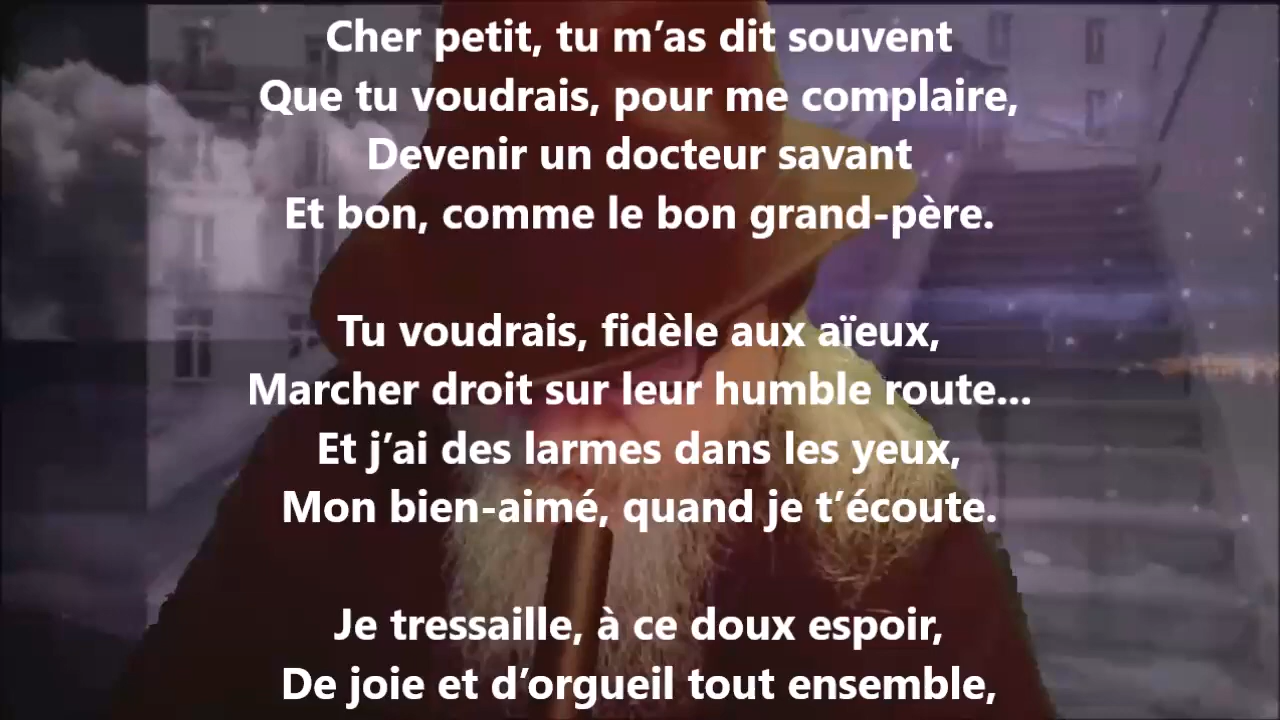 Cher petit, tu m’as dit souvent
Que tu voudrais, pour me complaire,
Devenir un docteur savant
Et bon, comme le bon grand-père.
Tu voudrais, fidèle aux aïeux,
Marcher droit sur leur humble route...
Et j’ai des larmes dans les yeux,
Mon bien-aimé, quand je t’écoute.
Je tressaille, à ce doux espoir,
De joie et d’orgueil tout ensemble,